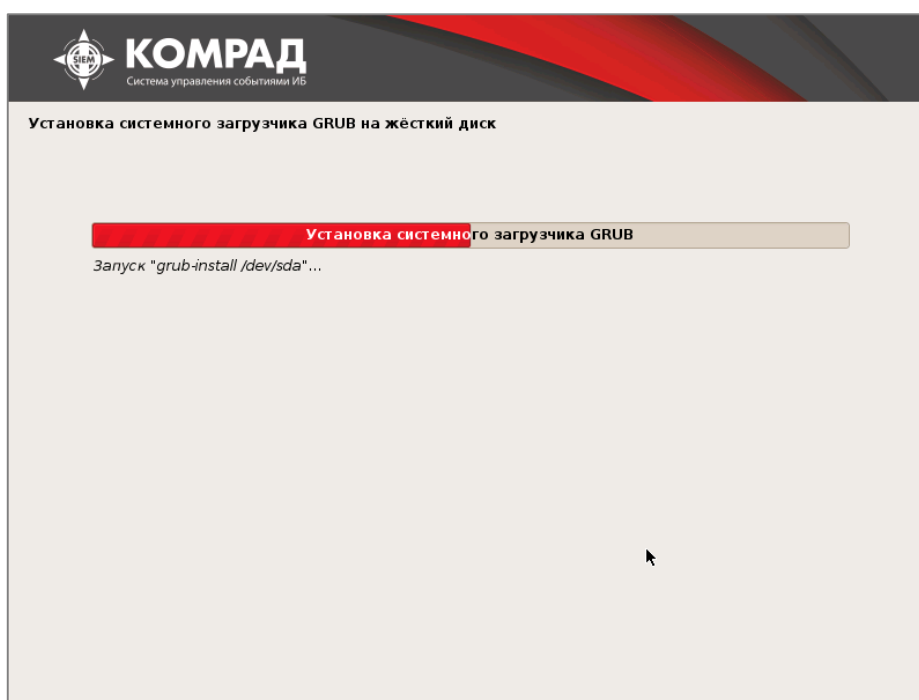 SIEM
КОМРАД
Система управления событиями ИБ
Установка системного загрузчика GRUB на жёсткий диск
Установка системного загрузчика GRUB
Запуск "grub-install /dev/sda"...